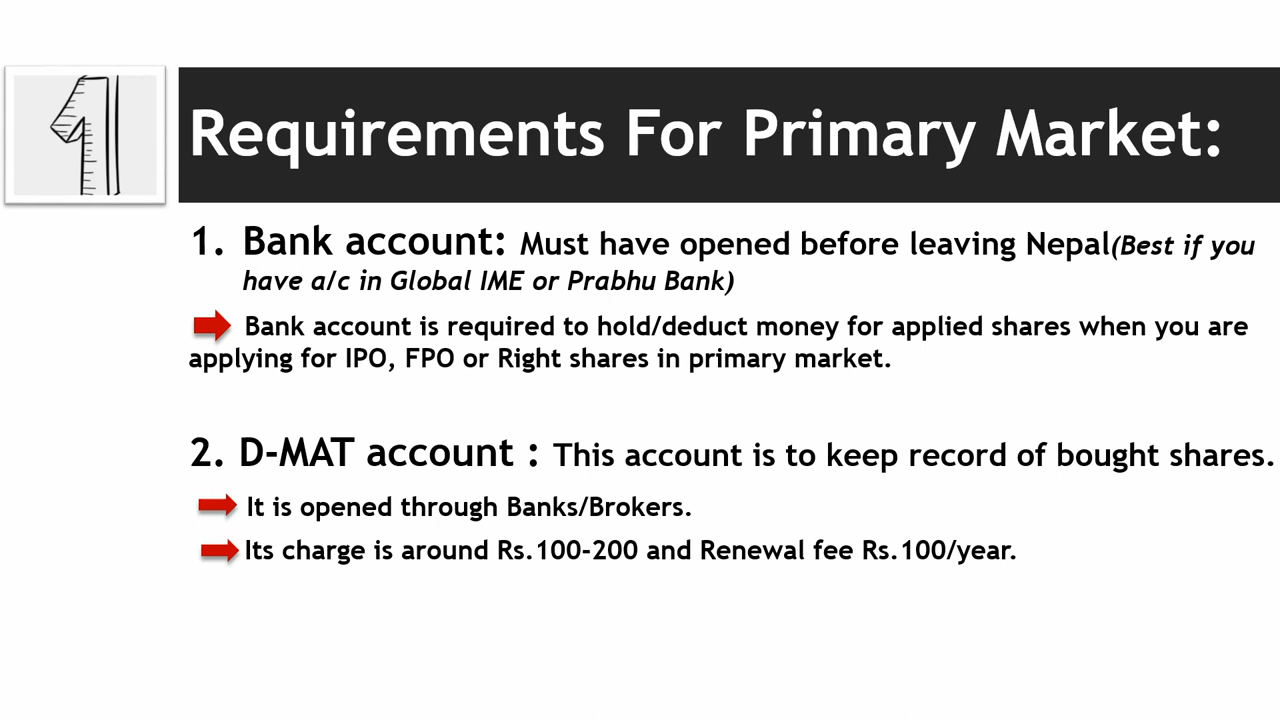 Requirements For Primary Market:
1. Bank account: Must have opened before leaving Nepal(Best if you
have a/c in Global IME or Prabhu Bank)
Bank account is required to hold/deduct money for applied shares when you are
applying for IPO, FPO or Right shares in primary market.
2. D-MAT account : This account is to keep record of bought shares.
It is opened through Banks/Brokers.
Its charge is around Rs.100-200 and Renewal fee Rs.100/year.